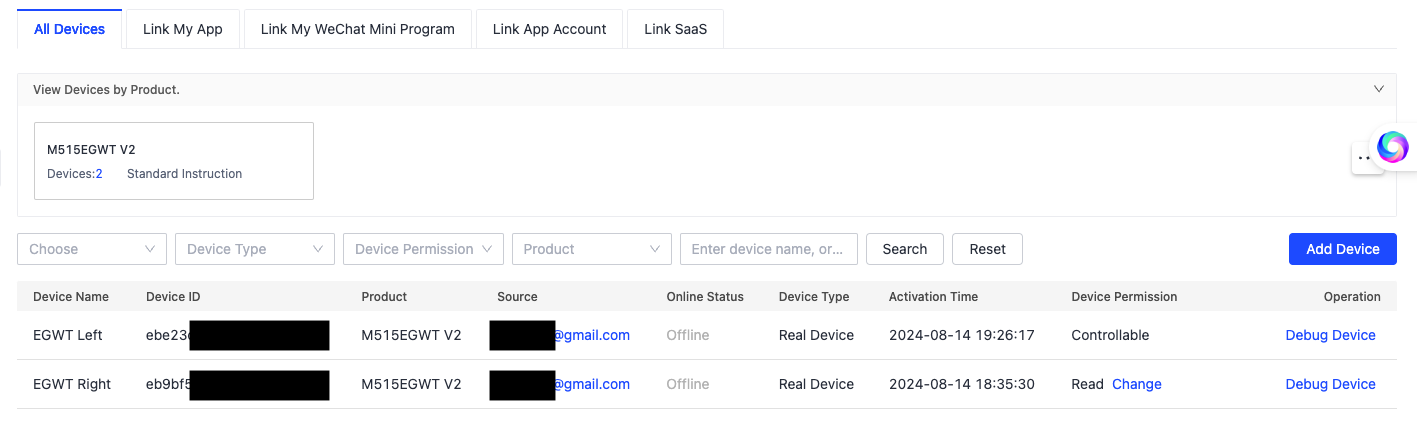 All Devices Link My App Link My WeChat Mini Program Link App Account Link SaaS
View Devices by Product.
M515EGWT V2
Devices:2 Standard Instruction
Choose Device Type Device Permission Product Enter device name, or... Search Reset Add Device
Device Name Device ID Product Source Online Status Device Type Activation Time Device Permission Operation
EGWT Left ebe23 M515EGWT V2 @gmail.com Offline Real Device 2024-08-14 19:26:17 Controllable Debug Device
EGWT Right eb9bf5 M515EGWT V2 @gmail.com Offline Real Device 2024-08-14 18:35:30 Read Change Debug Device